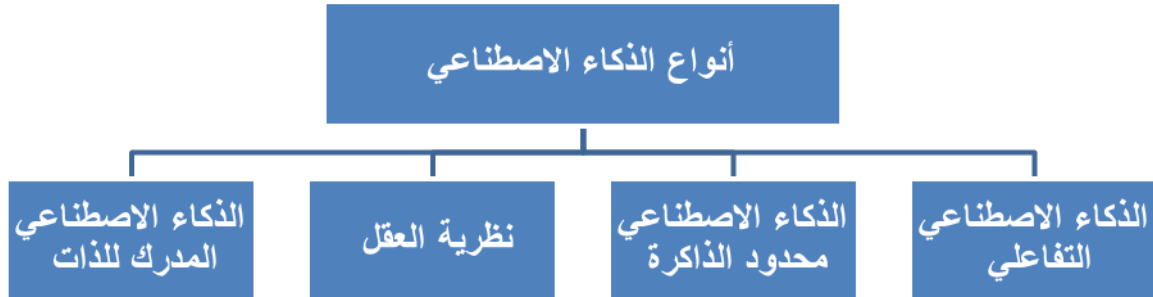 أنواع الذكاء الاصطناعي
الذكاء الاصطناعي
التفاعلي
الذكاء الاصطناعي
محدود الذاكرة
نظرية العقل
الذكاء الاصطناعي
المدرك للذات